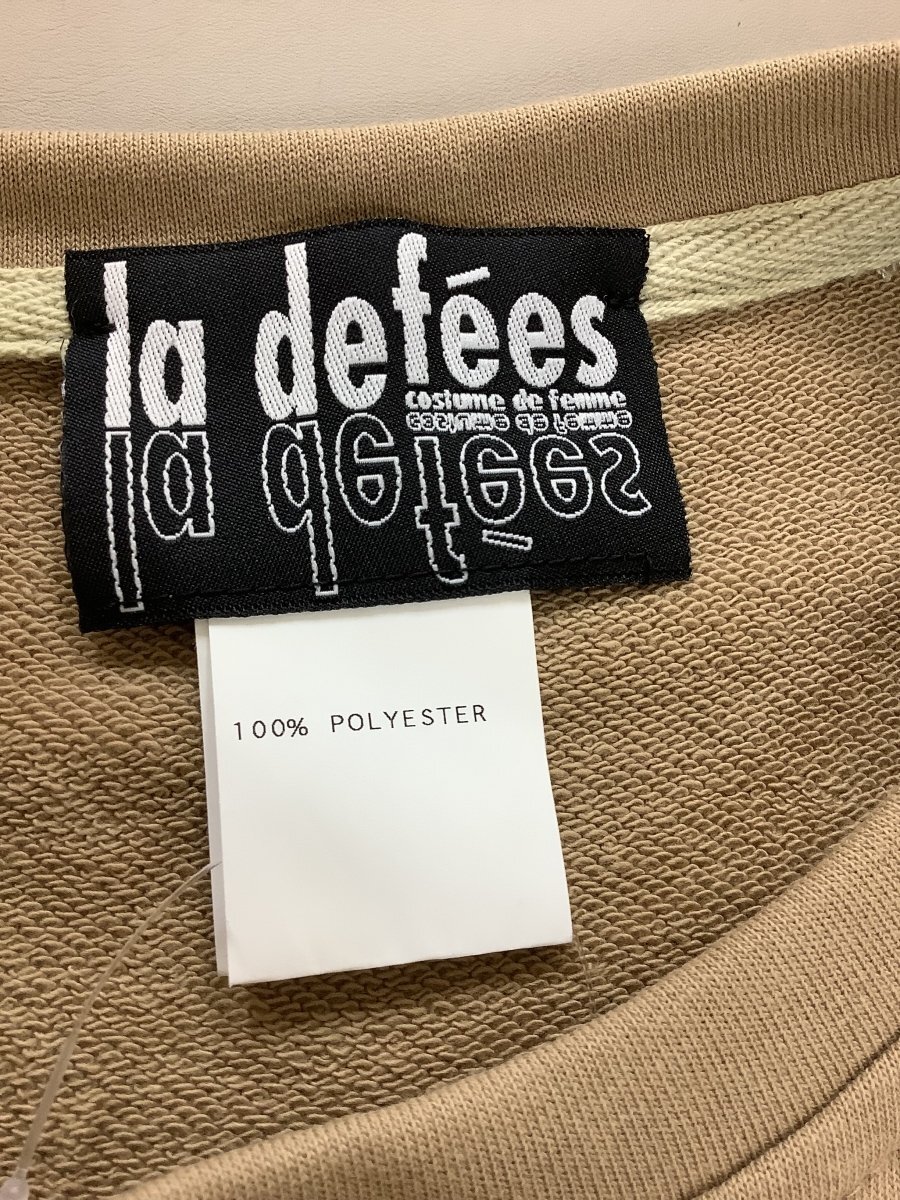 la defées
costume de femme
costume de femme
la defées
100% POLYESTER